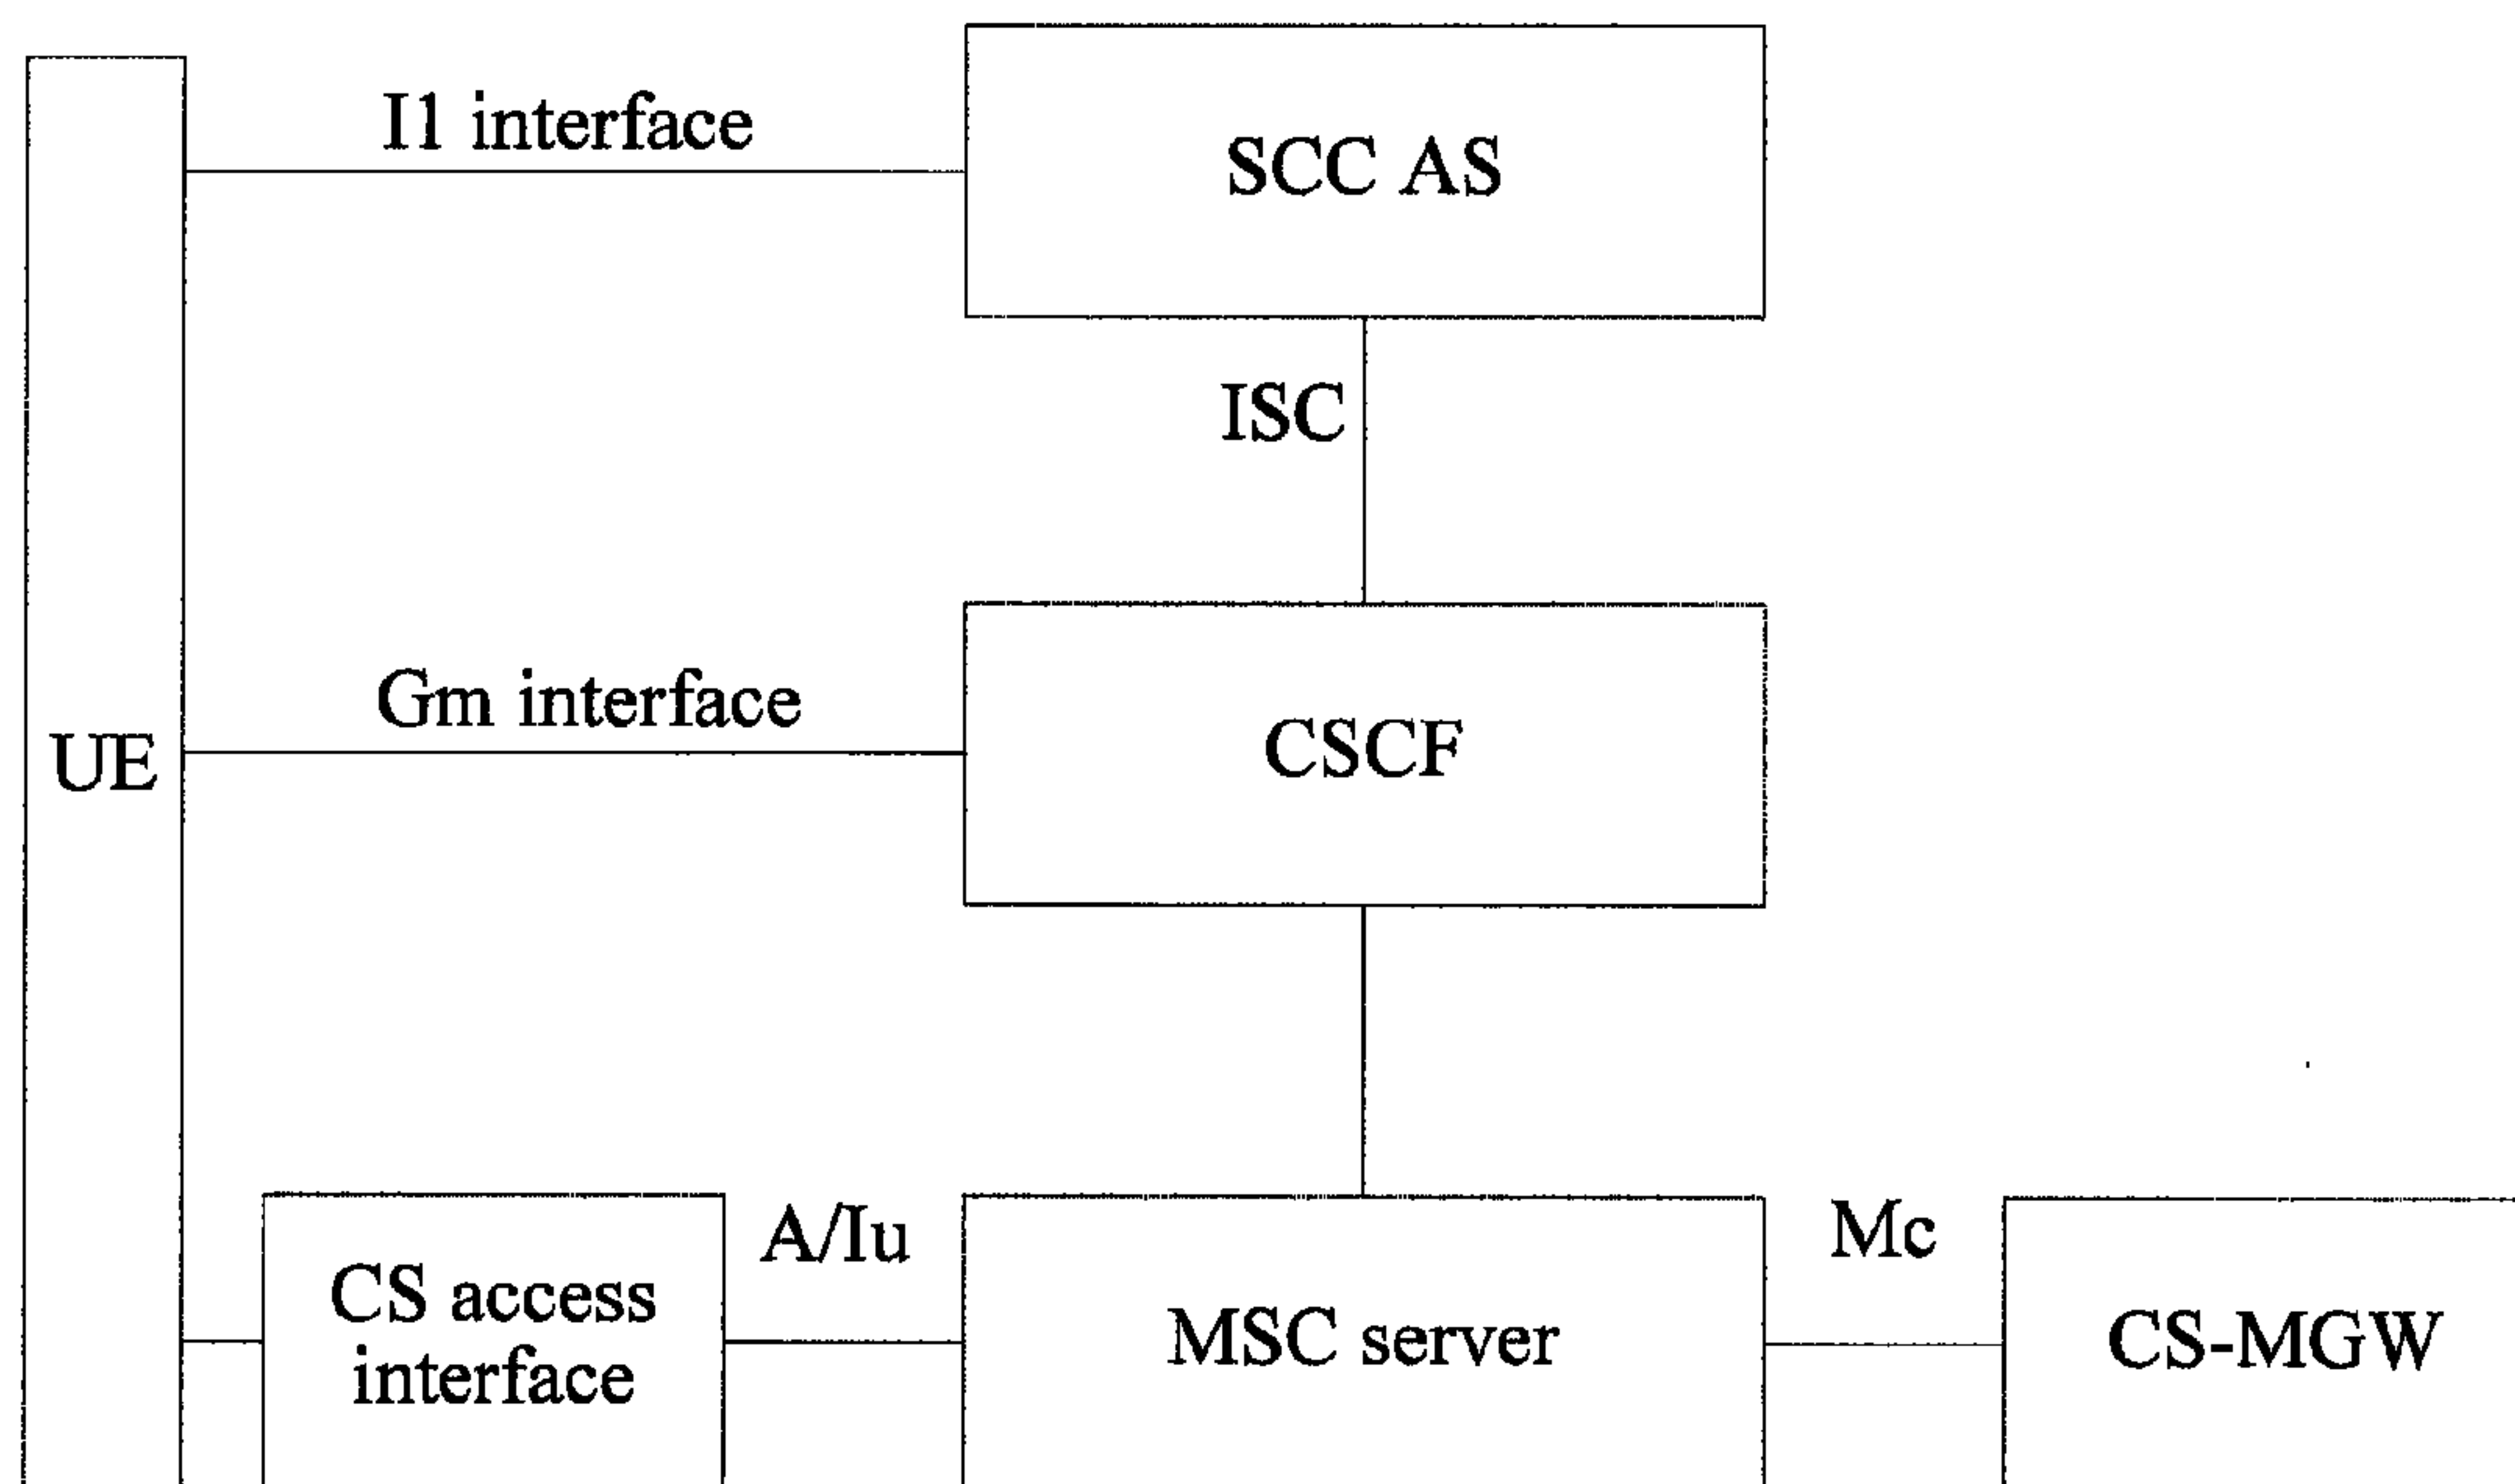 I1 interface
SCC AS
ISC
Gm interface
UE
CSCF
A/Iu
Mc
CS access
interface
MSC server
CS-MGW